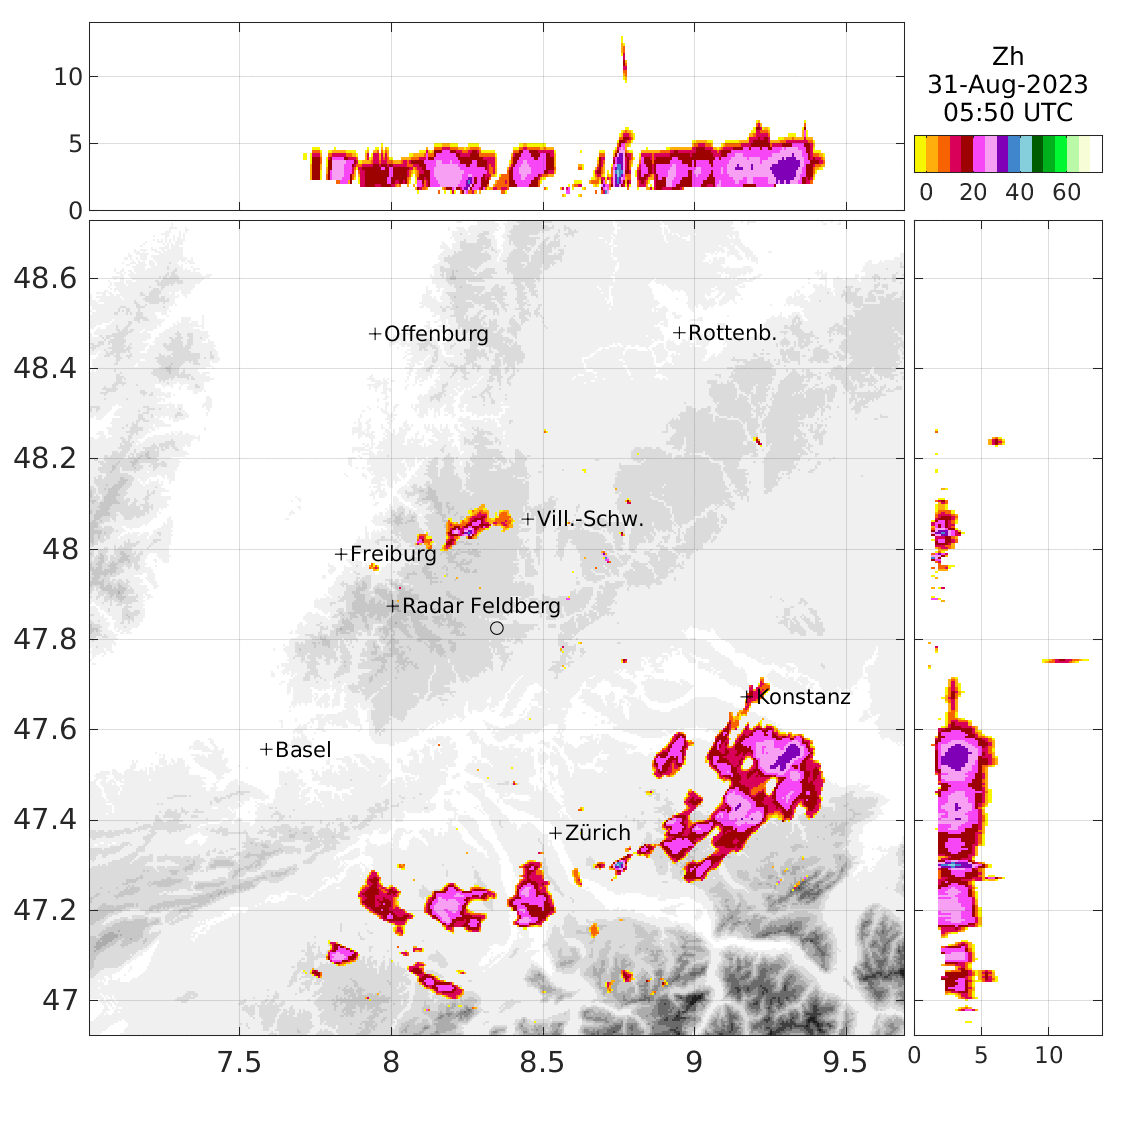 Zh
31-Aug-2023
05:50 UTC
0 20 40 60
10
5
0
48.6
48.4
48.2
48
47.8
47.6
47.4
47.2
47
Offenburg
Rottenb.
Vill.-Schw.
Freiburg
Radar Feldberg
Konstanz
Basel
Zürich
7.5 8 8.5 9 9.5
0 5 10